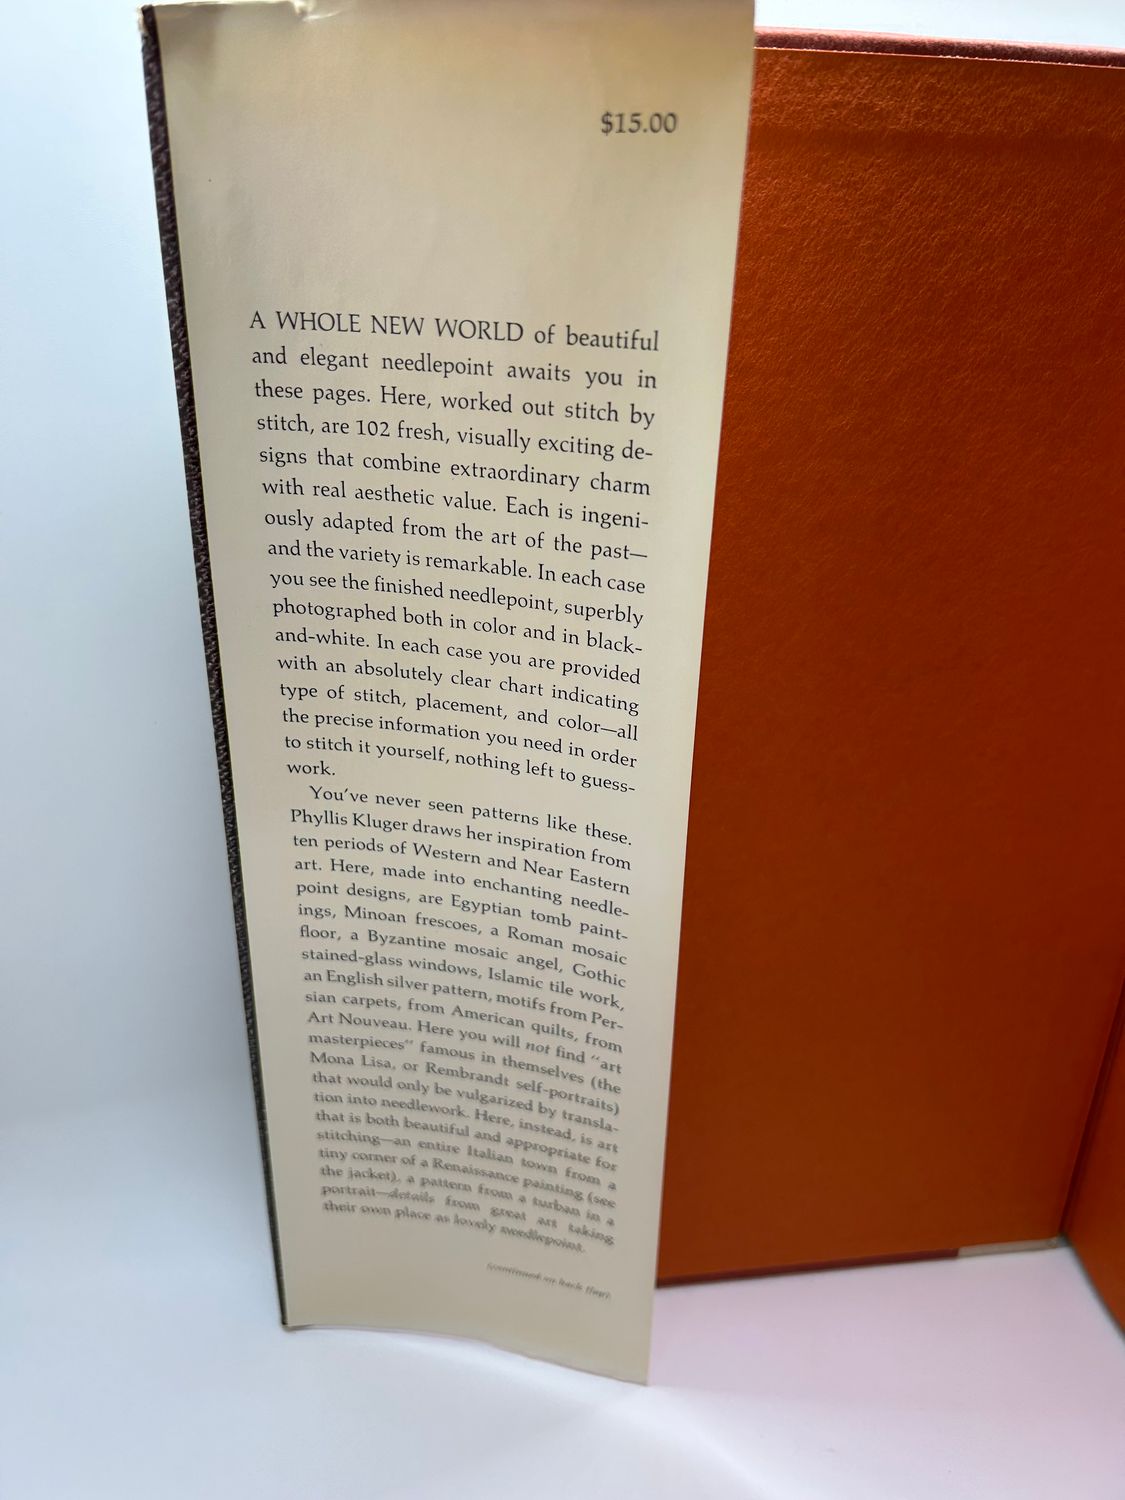 $15.00
A WHOLE NEW WORLD of beautiful
and elegant needlepoint awaits you in
these pages. Here, worked out stitch by
stitch, are 102 fresh, visually exciting de-
signs that combine extraordinary charm
with real aesthetic value. Each is ingeni-
ously adapted from the art of the past—
and the variety is remarkable. In each case
you see the finished needlepoint, superbly
photographed both in color and in black-
and-white. In each case you are provided
with an absolutely clear chart indicating
type of stitch, placement, and color—all
the precise information you need in order
to stitch it yourself, nothing left to guess-
work.
You've never seen patterns like these.
Phyllis Kluger draws her inspiration from
ten periods of Western and Near Eastern
art. Here, made into enchanting needle-
point designs, are Egyptian tomb paint-
ings, Minoan frescoes, a Roman mosaic
floor, a Byzantine mosaic angel, Gothic
stained-glass windows, Islamic tile work,
an English silver pattern, motifs from Per-
sian carpets, from American quilts, from
Art Nouveau. Here you will not find "art
masterpieces" famous in themselves (the
Mona Lisa, or Rembrandt self-portraits)
that would only be vulgarized by transla-
tion into needlework. Here, instead, is art
that is both beautiful and appropriate for
stitching—an entire Italian town from a
tiny corner of a Renaissance painting (see
the jacket), a pattern from a turban in a
portrait—details from great art taking
their own place as lovely needlepoint.
(continued on back flap)